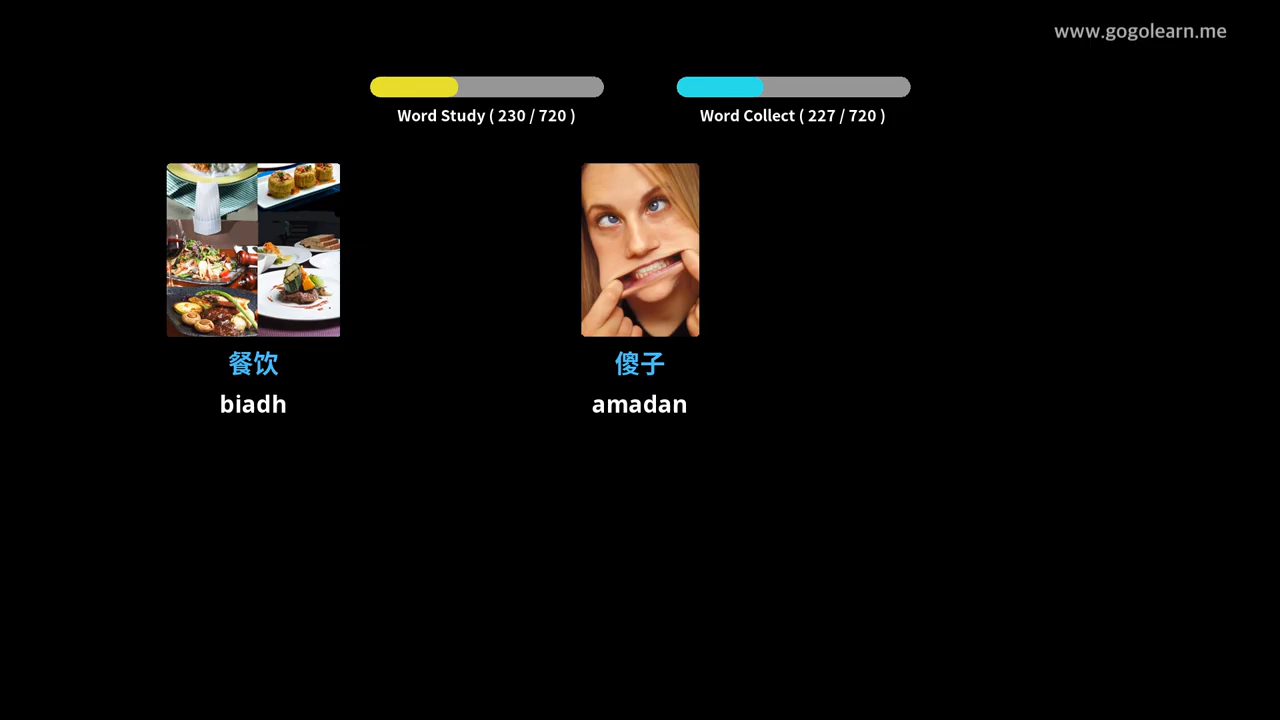 www.gogolearn.me
Word Study ( 230 / 720 )
Word Collect ( 227 / 720 )
餐饮
biadh
傻子
amadan